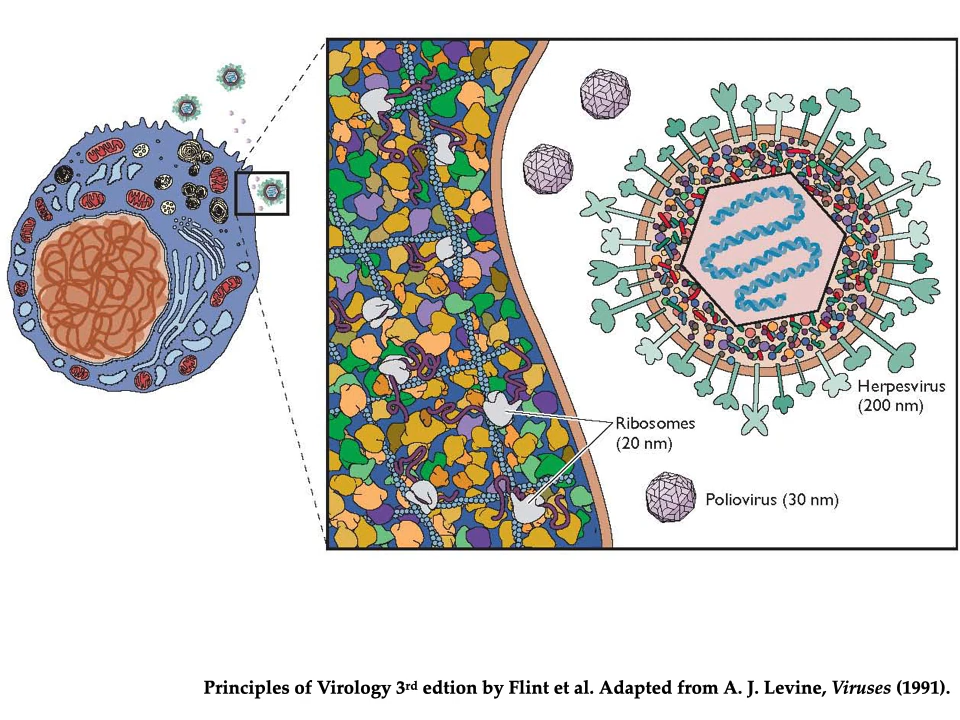 Herpesvirus
(200 nm)
Ribosomes
(20 nm)
Poliovirus (30 nm)
Principles of Virology 3rd edtion by Flint et al. Adapted from A. J. Levine, Viruses (1991).